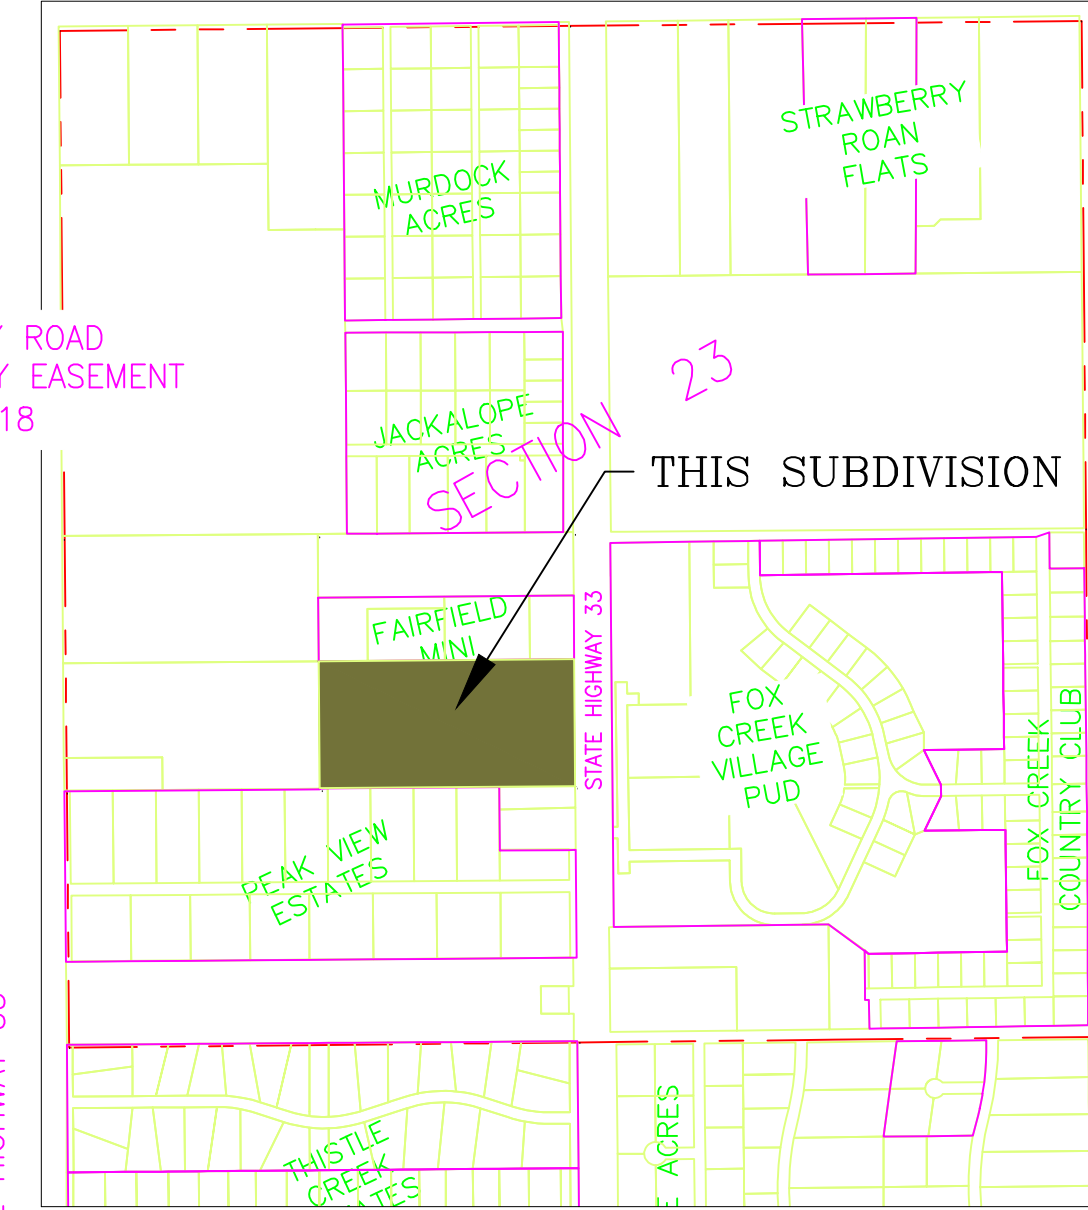 STRAWBERRY
ROAN
FLATS
MURDOCK
ACRES
ROAD
EASEMENT
18
SECTION 23
JACKALOPE
ACRES
THIS SUBDIVISION
FAIRFIELD
MINI
STATE HIGHWAY 33
FOX
CREEK
VILLAGE
PUD
FOX CREEK
COUNTRY CLUB
PEAK VIEW
ESTATES
THISTLE
CREEK
ACRES